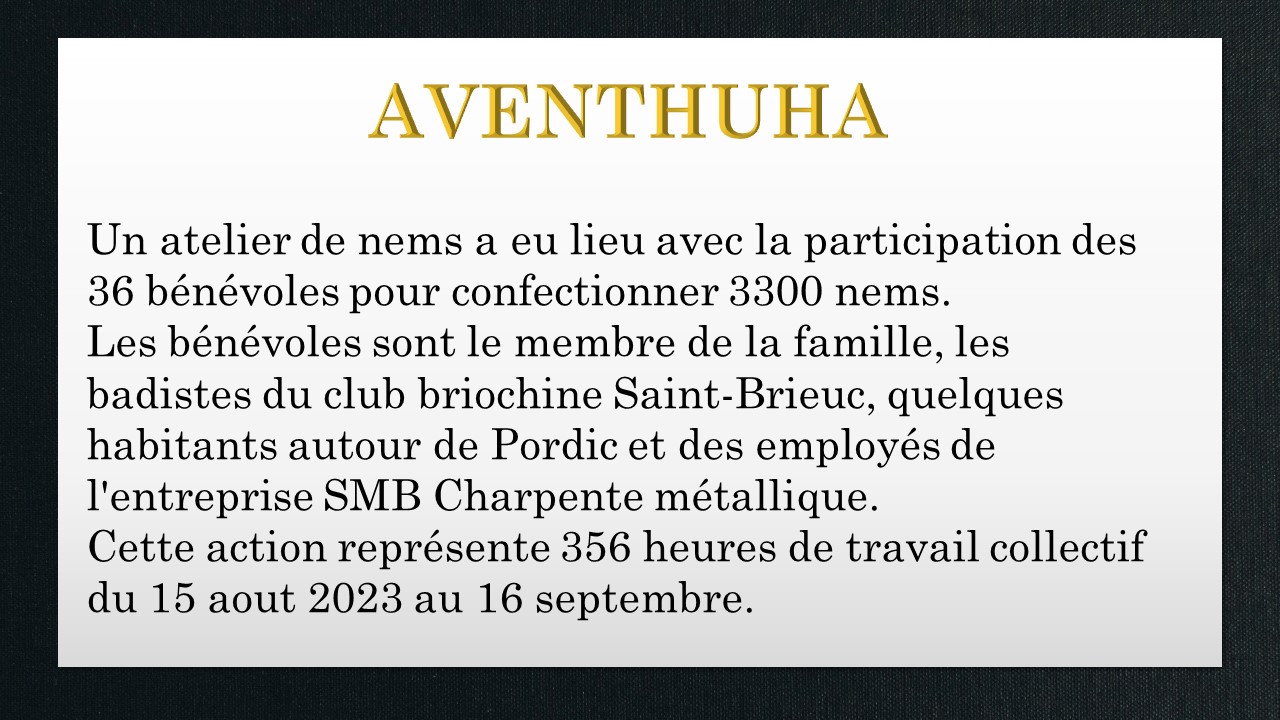 AVENTHUHA
Un atelier de nems a eu lieu avec la participation des
36 bénévoles pour confectionner 3300 nems.
Les bénévoles sont le membre de la famille, les
badistes du club briochine Saint-Brieuc, quelques
habitants autour de Pordic et des employés de
l'entreprise SMB Charpente métallique.
Cette action représente 356 heures de travail collectif
du 15 aout 2023 au 16 septembre.